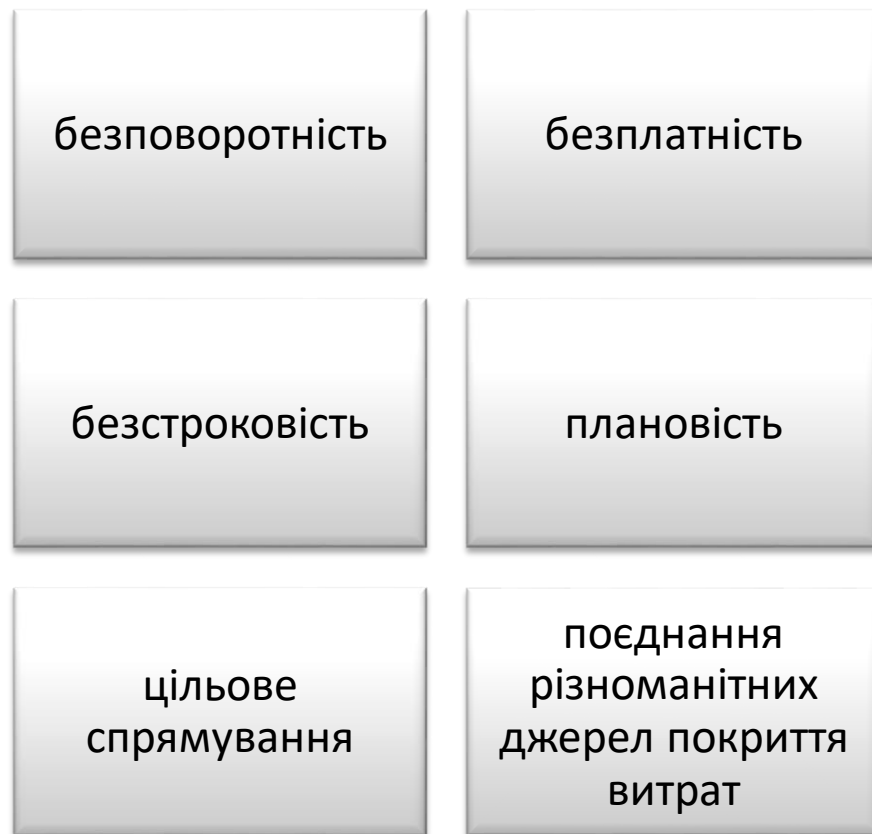 безповоротність
безплатність
безстроковість
плановість
цільове
спрямування
поєднання
різноманітних
джерел покриття
витрат